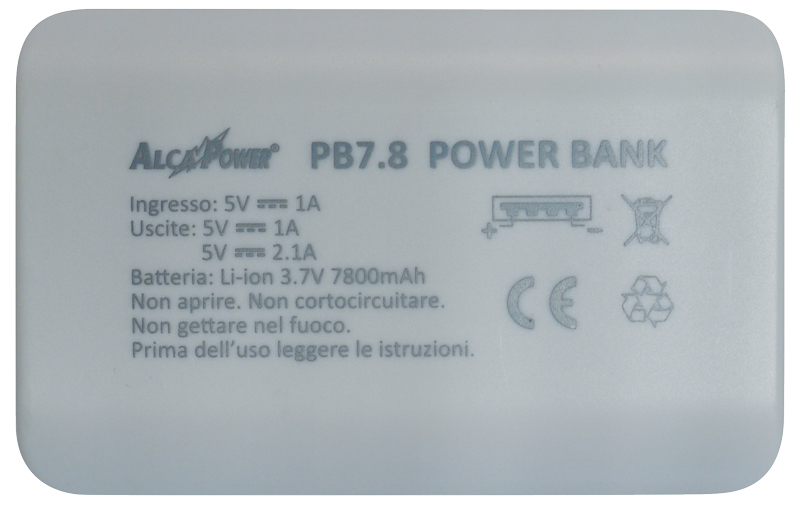 ALCAPOWER® PB7.8 POWER BANK
Ingresso: 5V ⎓ 1A
Uscite: 5V ⎓ 1A
5V ⎓ 2.1A
Batteria: Li-ion 3.7V 7800mAh
Non aprire. Non cortocircuitare.
Non gettare nel fuoco.
Prima dell'uso leggere le istruzioni.
+ −
CE